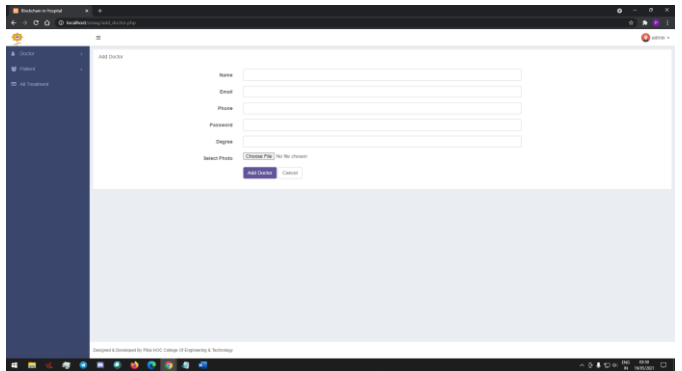 Blockchain in Hospital
add_doctor.php
admin
Doctor
Patient
All Treatment
Add Doctor
Name
Email
Phone
Password
Degree
Select Photo
Choose File No file chosen
Add Doctor Cancel
Designed & Developed By Pillai HOC College Of Engineering & Technology
ENG
IN